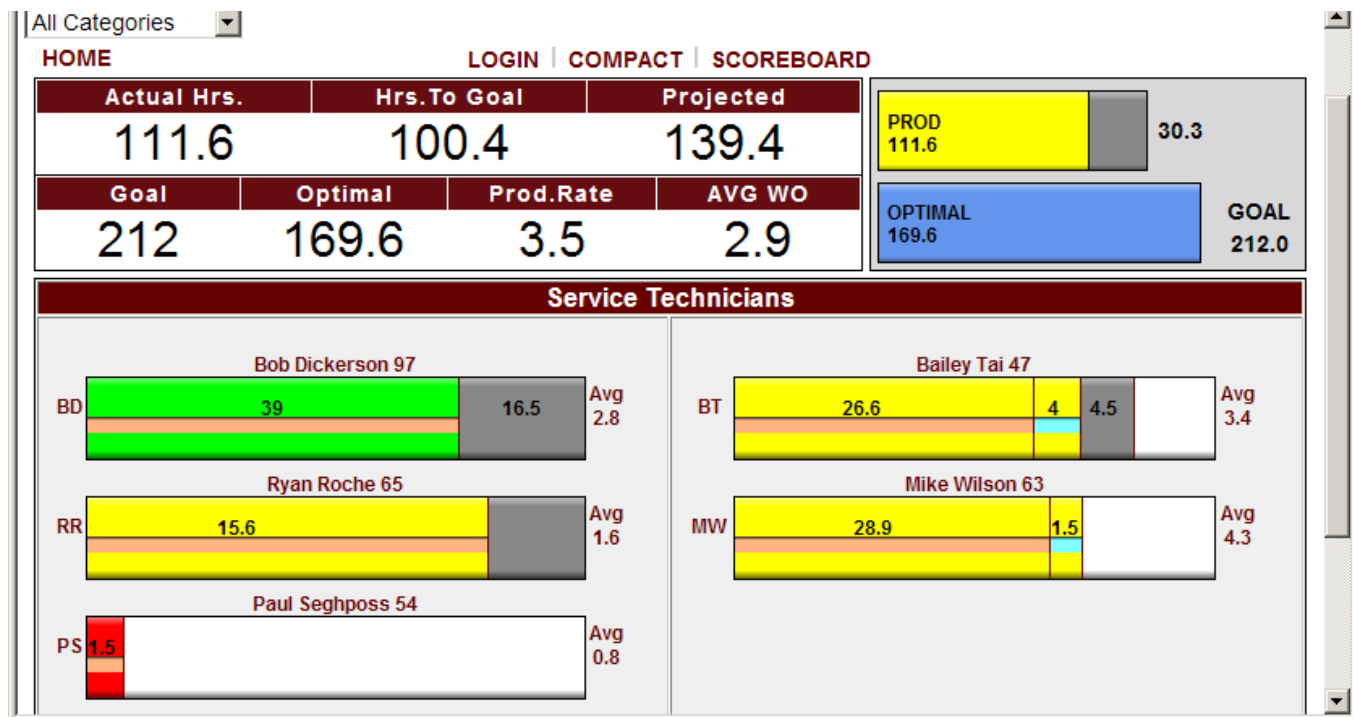 All Categories
HOME LOGIN COMPACT SCOREBOARD
Actual Hrs. Hrs.To Goal Projected
111.6 100.4 139.4
Goal Optimal Prod.Rate AVG WO
212 169.6 3.5 2.9
PROD
111.6
30.3
OPTIMAL
169.6
GOAL
212.0
Service Technicians
Bob Dickerson 97
BD 39 16.5 Avg
2.8
Ryan Roche 65
RR 15.6 Avg
1.6
Paul Seghposs 54
PS 1.5 Avg
0.8
Bailey Tai 47
BT 26.6 4 4.5 Avg
3.4
Mike Wilson 63
MW 28.9 1.5 Avg
4.3